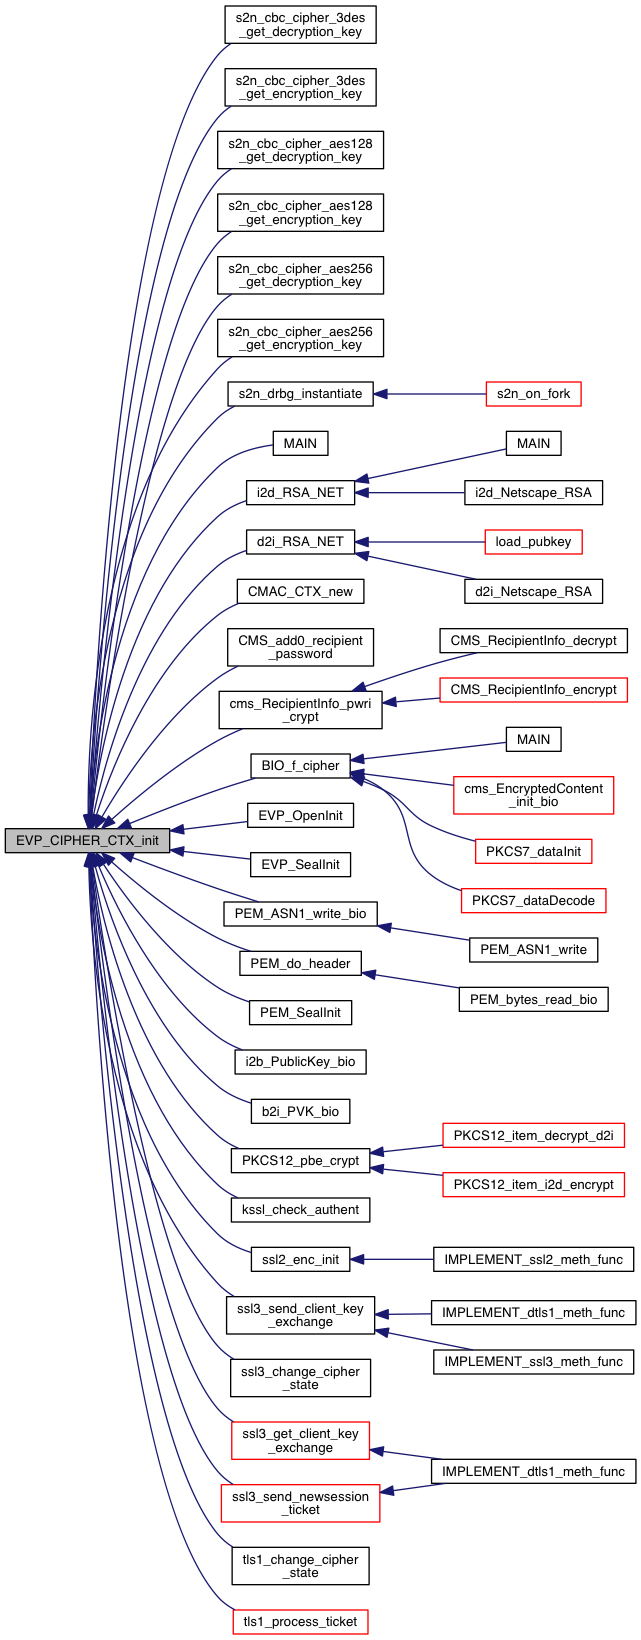 s2n_cbc_cipher_3des
_get_decryption_key
s2n_cbc_cipher_3des
_get_encryption_key
s2n_cbc_cipher_aes128
_get_decryption_key
s2n_cbc_cipher_aes128
_get_encryption_key
s2n_cbc_cipher_aes256
_get_decryption_key
s2n_cbc_cipher_aes256
_get_encryption_key
s2n_drbg_instantiate
s2n_on_fork
MAIN
MAIN
i2d_RSA_NET
i2d_Netscape_RSA
d2i_RSA_NET
load_pubkey
d2i_Netscape_RSA
CMAC_CTX_new
CMS_add0_recipient
_password
CMS_RecipientInfo_decrypt
cms_RecipientInfo_pwri
_crypt
CMS_RecipientInfo_encrypt
MAIN
BIO_f_cipher
cms_EncryptedContent
_init_bio
EVP_OpenInit
EVP_CIPHER_CTX_init
PKCS7_dataInit
EVP_SealInit
PKCS7_dataDecode
PEM_ASN1_write_bio
PEM_ASN1_write
PEM_do_header
PEM_bytes_read_bio
PEM_SealInit
i2b_PublicKey_bio
b2i_PVK_bio
PKCS12_item_decrypt_d2i
PKCS12_pbe_crypt
PKCS12_item_i2d_encrypt
kssl_check_authent
ssl2_enc_init
IMPLEMENT_ssl2_meth_func
ssl3_send_client_key
_exchange
IMPLEMENT_dtls1_meth_func
IMPLEMENT_ssl3_meth_func
ssl3_change_cipher
_state
ssl3_get_client_key
_exchange
IMPLEMENT_dtls1_meth_func
ssl3_send_newsession
_ticket
tls1_change_cipher
_state
tls1_process_ticket